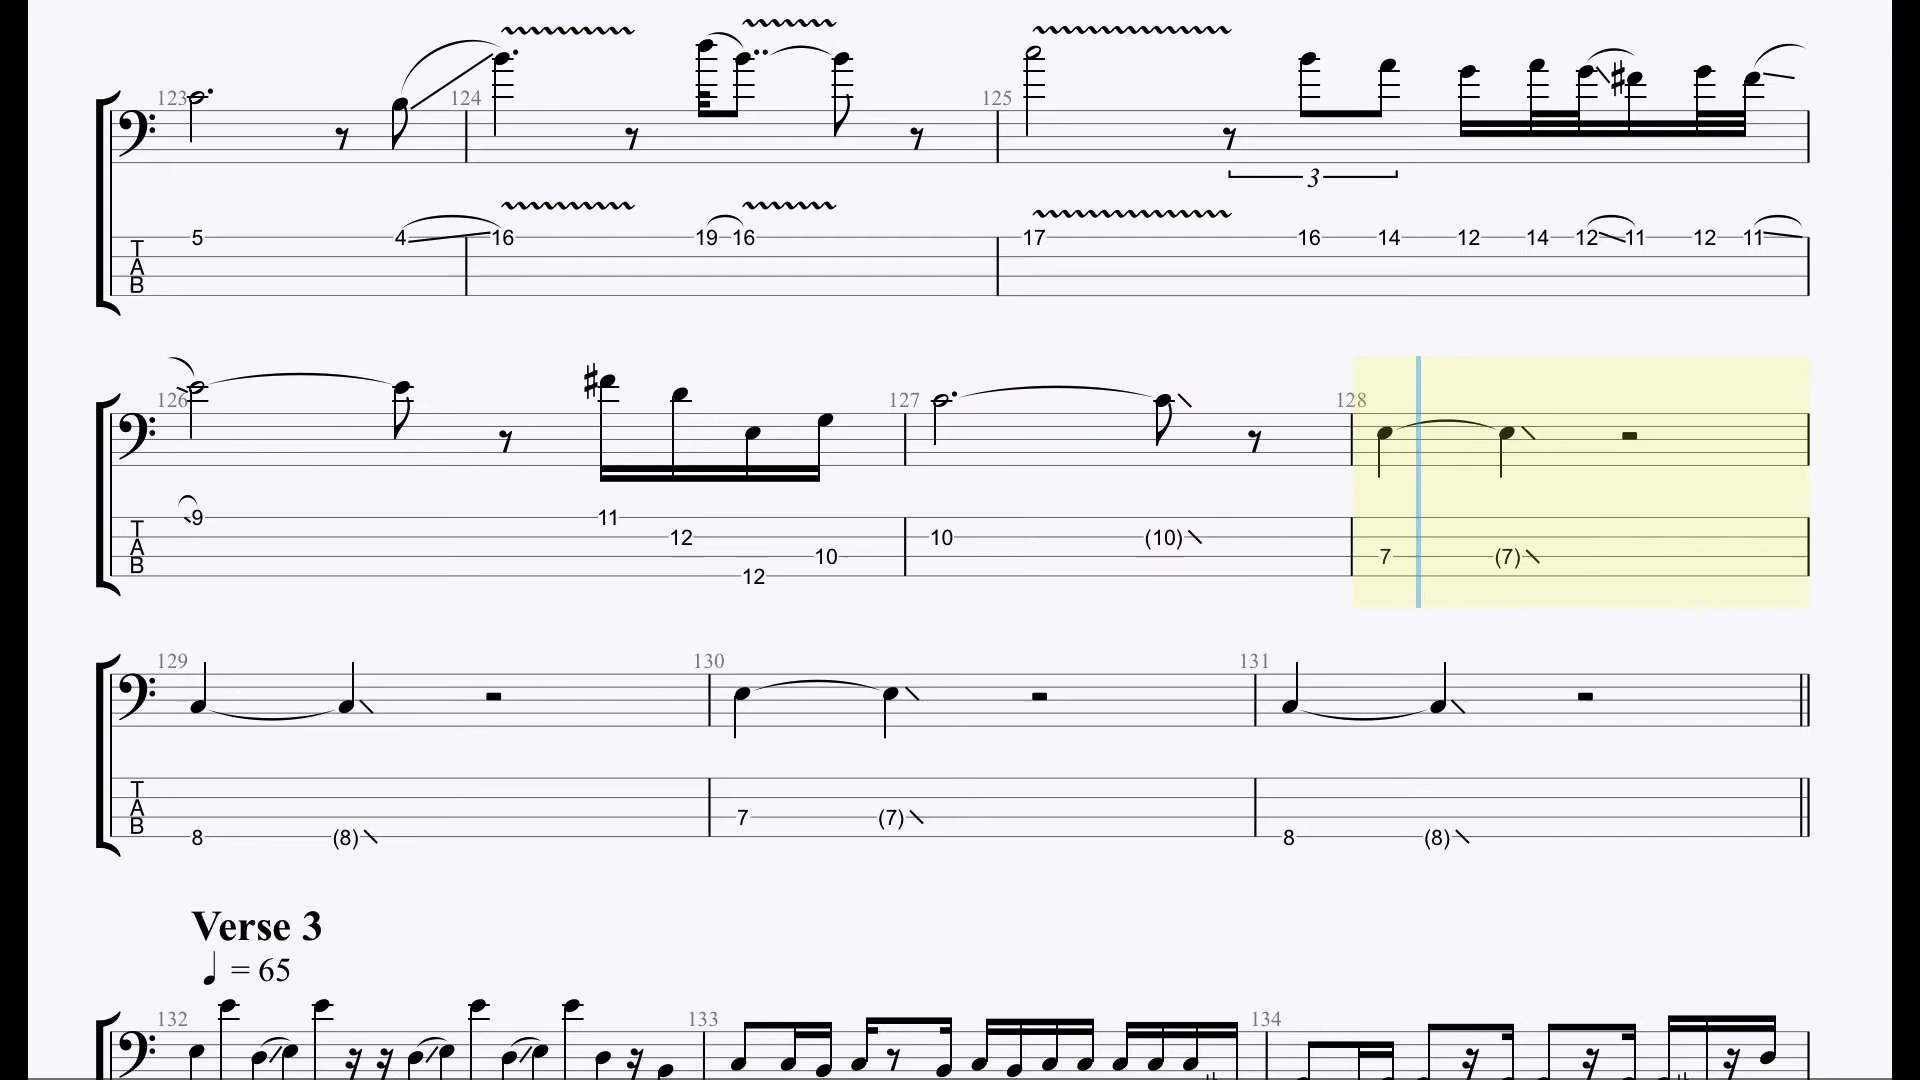 123 124 125
3
5 4 16 19 16 17 16 14 12 14 12 11 12 11
T
A
B
126 127 128
9 11 12 12 10 10 (10) 7 (7)
T
A
B
129 130 131
8 (8) 7 (7) 8 (8)
T
A
B
Verse 3
= 65
132 133 134